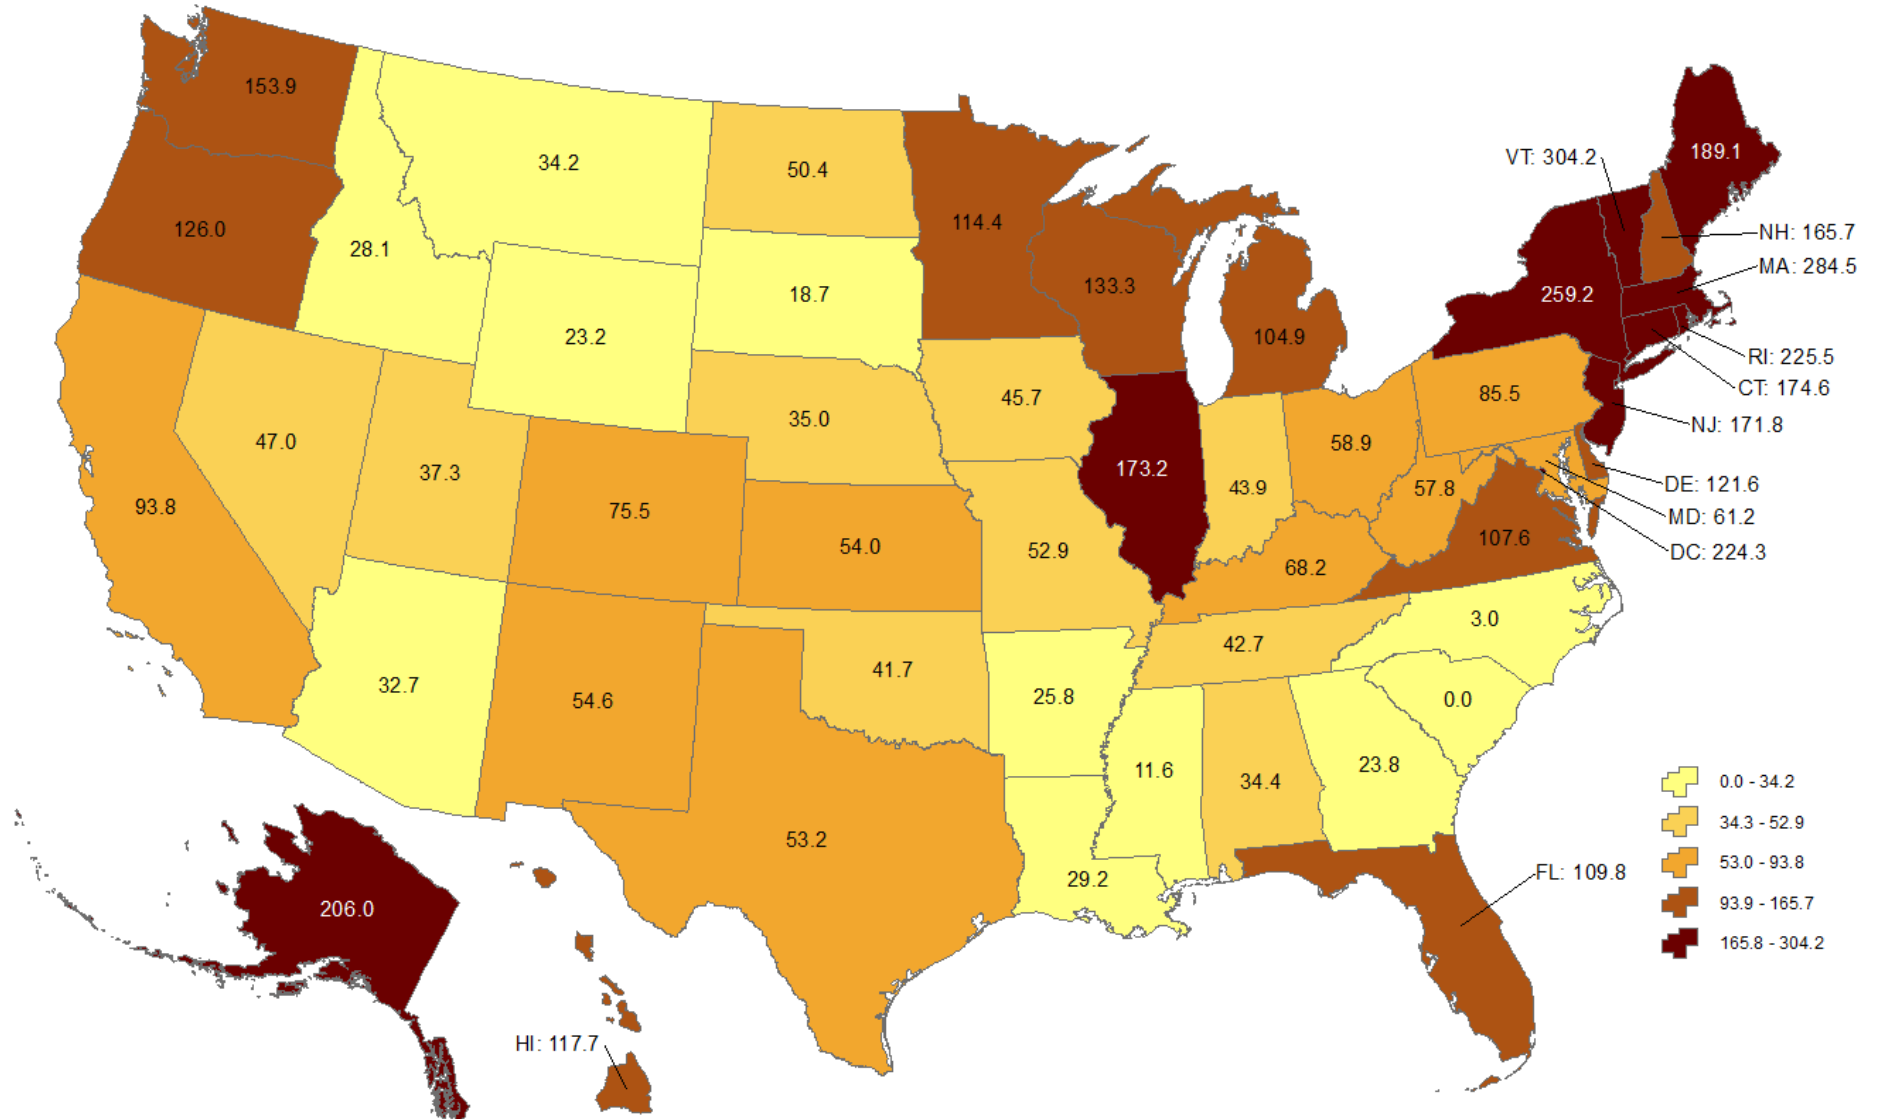 153.9
34.2
50.4
114.4
VT: 304.2
189.1
126.0
28.1
NH: 165.7
MA: 284.5
133.3
18.7
259.2
23.2
104.9
RI: 225.5
CT: 174.6
45.7
85.5
35.0
NJ: 171.8
47.0
58.9
37.3
173.2
43.9
57.8
DE: 121.6
93.8
75.5
MD: 61.2
107.6
54.0
52.9
DC: 224.3
68.2
3.0
42.7
41.7
32.7
54.6
25.8
0.0
11.6
34.4
23.8
0.0 - 34.2
34.3 - 52.9
53.2
53.0 - 93.8
29.2
FL: 109.8
93.9 - 165.7
206.0
165.8 - 304.2
HI: 117.7